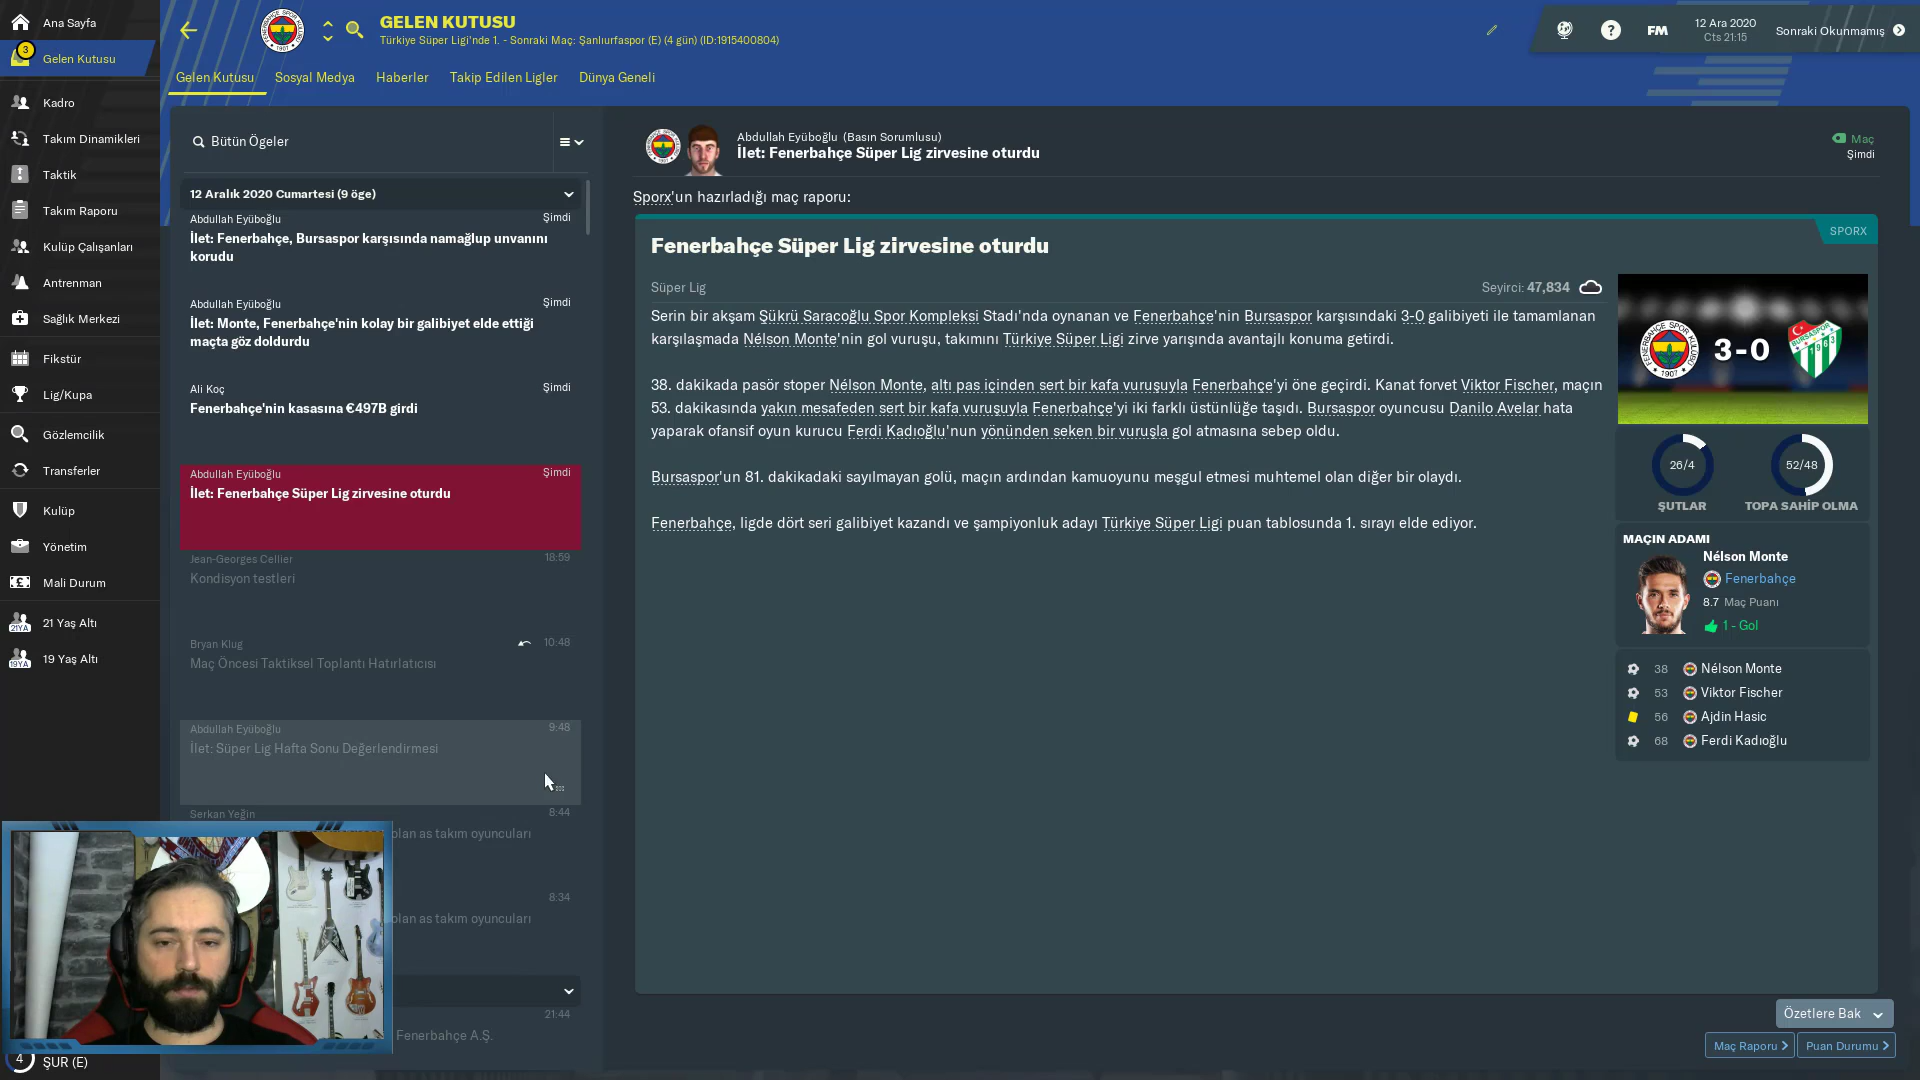 Ana Sayfa
3
Gelen Kutusu
Kadro
Takım Dinamikleri
Taktik
Takım Raporu
Kulüp Çalışanları
Antrenman
Sağlık Merkezi
Fikstür
Lig/Kupa
Gözlemcilik
Transferler
Kulüp
Yönetim
Mali Durum
21YA
21 Yaş Altı
19YA
19 Yaş Altı
4
ŞUR (E)
GELEN KUTUSU
Türkiye Süper Ligi'nde 1. - Sonraki Maç: Şanlıurfaspor (E) (4 gün) (ID:1915400804)
FM
12 Ara 2020
Cts 21:15
Sonraki Okunmamış
Gelen Kutusu
Sosyal Medya
Haberler
Takip Edilen Ligler
Dünya Geneli
Bütün Ögeler
12 Aralık 2020 Cumartesi (9 öge)
Abdullah Eyüboğlu
Şimdi
İlet: Fenerbahçe, Bursaspor karşısında namağlup unvanını
korudu
Abdullah Eyüboğlu
Şimdi
İlet: Monte, Fenerbahçe'nin kolay bir galibiyet elde ettiği
maçta göz doldurdu
Ali Koç
Şimdi
Fenerbahçe'nin kasasına €497B girdi
Abdullah Eyüboğlu
Şimdi
İlet: Fenerbahçe Süper Lig zirvesine oturdu
Jean-Georges Cellier
18:59
Kondisyon testleri
Bryan Klug
10:48
Maç Öncesi Taktiksel Toplantı Hatırlatıcısı
Abdullah Eyüboğlu
9:48
İlet: Süper Lig Hafta Sonu Değerlendirmesi
Serkan Yeğin
8:44
olan as takım oyuncuları
8:34
olan as takım oyuncuları
21:44
Fenerbahçe A.Ş.
Abdullah Eyüboğlu (Basın Sorumlusu)
İlet: Fenerbahçe Süper Lig zirvesine oturdu
Maç
Şimdi
Sporx'un hazırladığı maç raporu:
SPORX
Fenerbahçe Süper Lig zirvesine oturdu
Süper Lig
Seyirci: 47,834
Serin bir akşam Şükrü Saracoğlu Spor Kompleksi Stadı'nda oynanan ve Fenerbahçe'nin Bursaspor karşısındaki 3-0 galibiyeti ile tamamlanan
karşılaşmada Nélson Monte'nin gol vuruşu, takımını Türkiye Süper Ligi zirve yarışında avantajlı konuma getirdi.
38. dakikada pasör stoper Nélson Monte, altı pas içinden sert bir kafa vuruşuyla Fenerbahçe'yi öne geçirdi. Kanat forvet Viktor Fischer, maçın
53. dakikasında yakın mesafeden sert bir kafa vuruşuyla Fenerbahçe'yi iki farklı üstünlüğe taşıdı. Bursaspor oyuncusu Danilo Avelar hata
yaparak ofansif oyun kurucu Ferdi Kadıoğlu'nun yönünden seken bir vuruşla gol atmasına sebep oldu.
Bursaspor'un 81. dakikadaki sayılmayan golü, maçın ardından kamuoyunu meşgul etmesi muhtemel olan diğer bir olaydı.
Fenerbahçe, ligde dört seri galibiyet kazandı ve şampiyonluk adayı Türkiye Süper Ligi puan tablosunda 1. sırayı elde ediyor.
3-0
26/4
ŞUTLAR
52/48
TOPA SAHİP OLMA
MAÇIN ADAMI
Nélson Monte
Fenerbahçe
8.7 Maç Puanı
1 - Gol
38 Nélson Monte
53 Viktor Fischer
56 Ajdin Hasic
68 Ferdi Kadıoğlu
Özetlere Bak
Maç Raporu
Puan Durumu